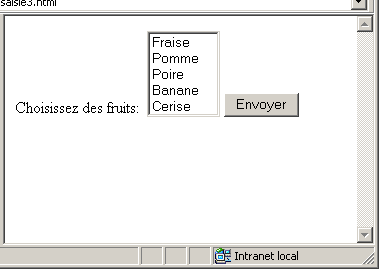 saisie3.html
Fraise
Pomme
Poire
Banane
Cerise
Choisissez des fruits:
Envoyer
Intranet local